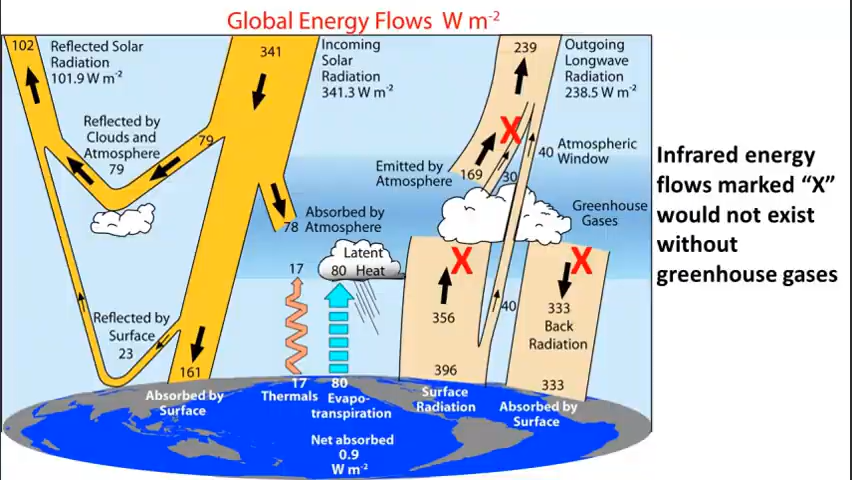 Global Energy Flows W m-2
102
Reflected Solar
Radiation
101.9 W m-2
341
Incoming
Solar
Radiation
341.3 W m-2
239
Outgoing
Longwave
Radiation
238.5 W m-2
Reflected by
Clouds and
Atmosphere
79
79
X
40
Atmospheric
Window
Emitted by
Atmosphere
169
30
Greenhouse
Gases
78
Absorbed by
Atmosphere
17
Latent
80 Heat
X
X
356
40
333
Back
Radiation
Reflected by
Surface
23
161
Absorbed by
Surface
17
Thermals
80
Evapo-
transpiration
396
Surface
Radiation
333
Absorbed by
Surface
Net absorbed
0.9
W m-2
Infrared energy
flows marked “X”
would not exist
without
greenhouse gases